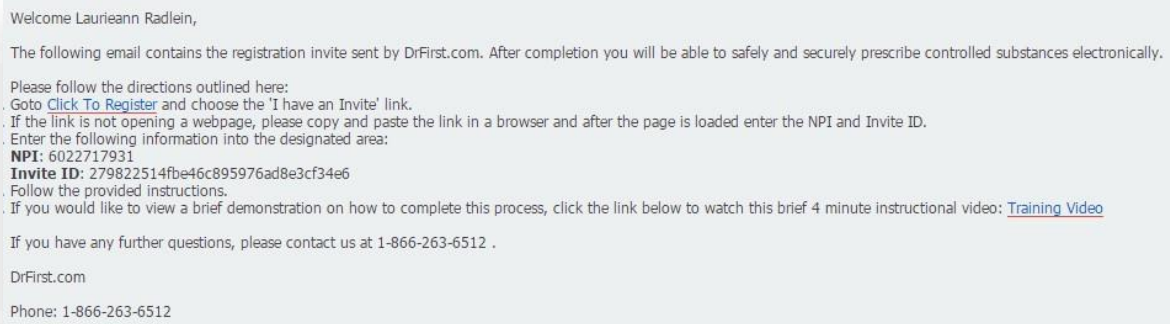 Welcome Laurieann Radlein,
The following email contains the registration invite sent by DrFirst.com. After completion you will be able to safely and securely prescribe controlled substances electronically.
Please follow the directions outlined here:
. Goto Click To Register and choose the 'I have an Invite' link.
. If the link is not opening a webpage, please copy and paste the link in a browser and after the page is loaded enter the NPI and Invite ID.
. Enter the following information into the designated area:
NPI: 6022717931
Invite ID: 279822514fbe46c895976ad8e3cf34e6
. Follow the provided instructions.
. If you would like to view a brief demonstration on how to complete this process, click the link below to watch this brief 4 minute instructional video: Training Video
If you have any further questions, please contact us at 1-866-263-6512 .
DrFirst.com
Phone: 1-866-263-6512